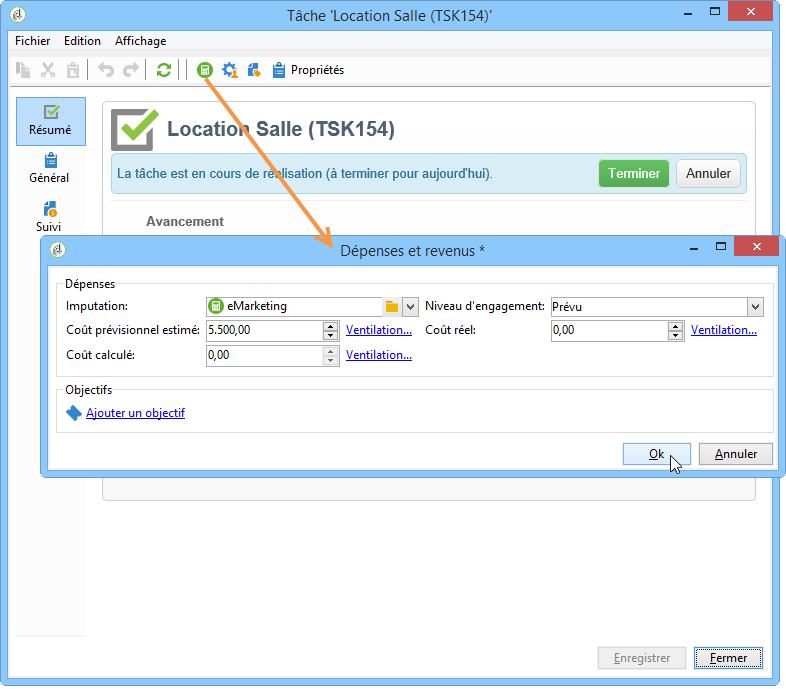 Tâche 'Location Salle (TSK154)'
Fichier Edition Affichage
Propriétés
Résumé
Général
Suivi
Location Salle (TSK154)
La tâche est en cours de réalisation (à terminer pour aujourd'hui). Terminer Annuler
Avancement
Dépenses et revenus *
Dépenses
Imputation: eMarketing Niveau d'engagement: Prévu
Coût prévisionnel estimé: 5.500,00 Ventilation... Coût réel: 0,00 Ventilation...
Coût calculé: 0,00 Ventilation...
Objectifs
Ajouter un objectif
Ok Annuler
Enregistrer Fermer